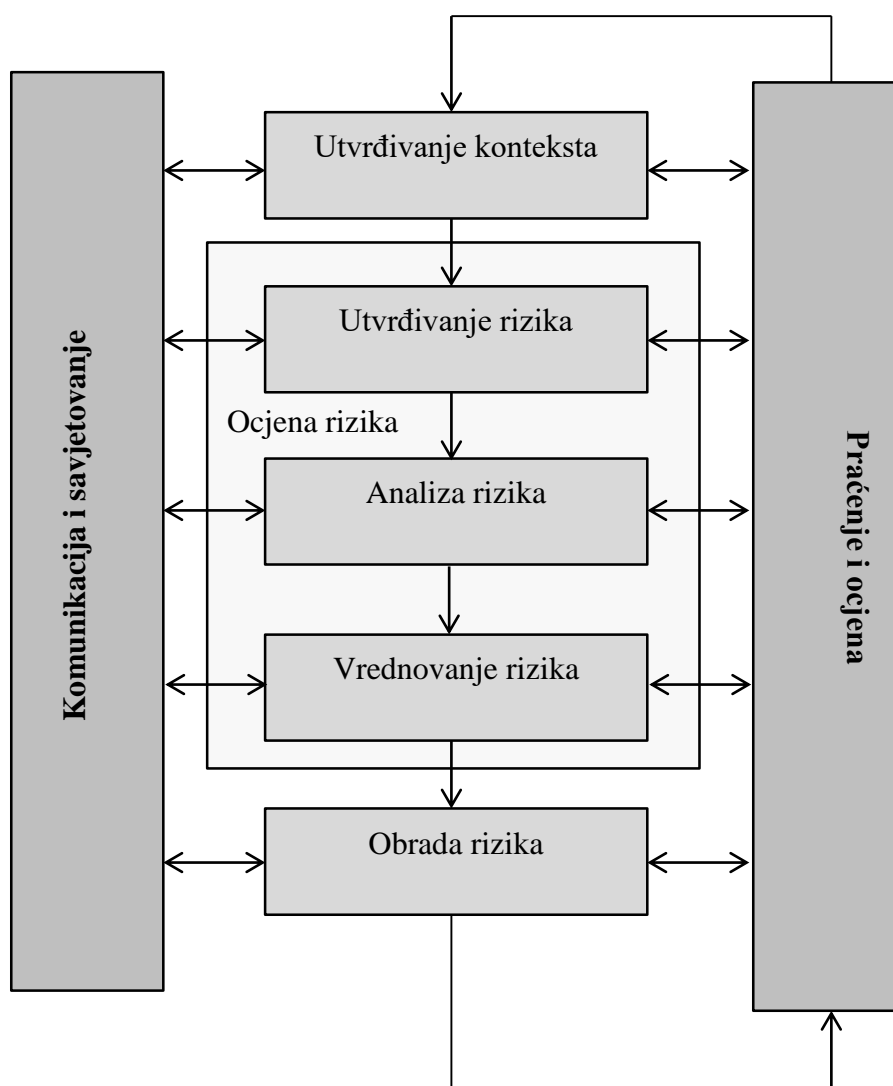 Utvrđivanje konteksta
Utvrđivanje rizika
Ocjena rizika
Analiza rizika
Vrednovanje rizika
Obrada rizika
Komunikacija i savjetovanje
Praćenje i ocjena